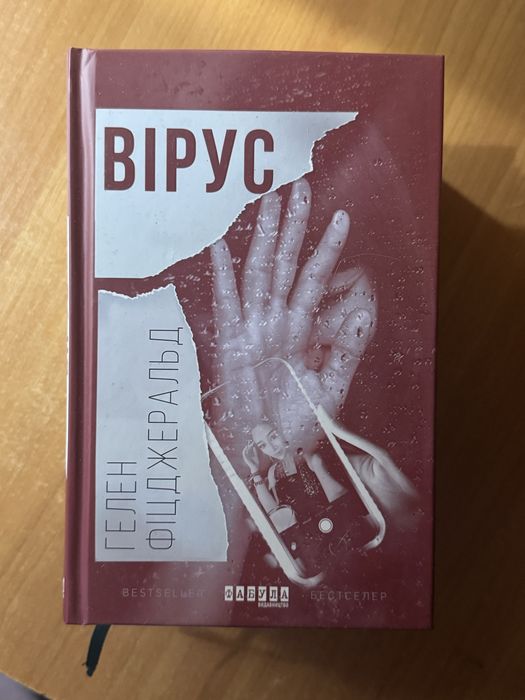 ВІРУС
ГЕЛЕН
ФІЦДЖЕРАЛЬД
BESTSELLER · ФАБУЛА · БЕСТСЕЛЕР
ВИДАВНИЦТВО